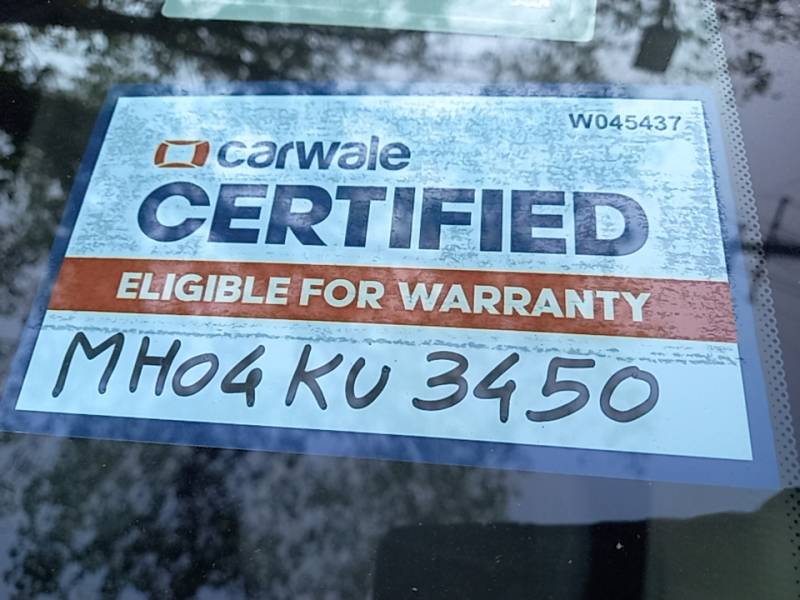 W045437
carwale
CERTIFIED
ELIGIBLE FOR WARRANTY
MH04 KU 3450